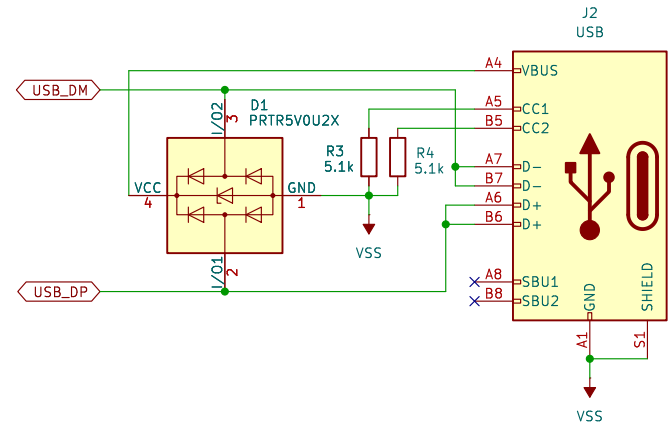 J2
USB
A4
VBUS
USB_DM
I/O2
3
D1
PRTR5V0U2X
A5
CC1
B5
CC2
R3
5.1k
R4
5.1k
A7
D-
B7
D-
VCC
4
GND
1
A6
D+
B6
D+
VSS
I/O1
2
USB_DP
A8
SBU1
B8
SBU2
GND
SHIELD
A1
S1
VSS